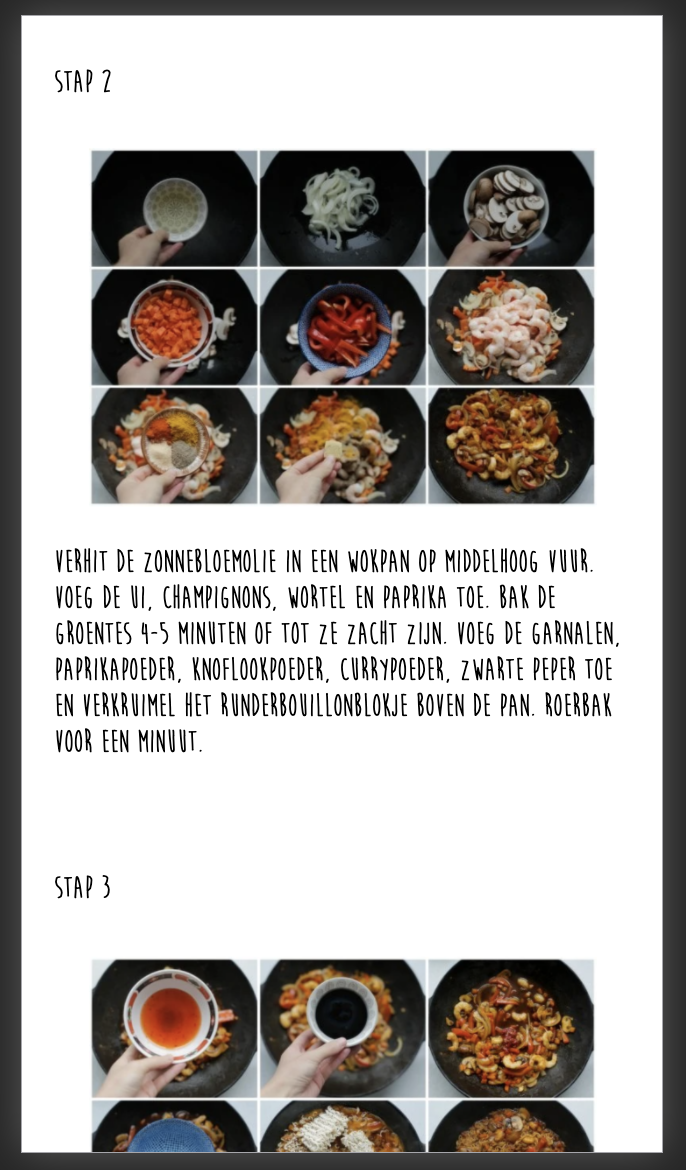 STAP 2
VERHIT DE ZONNEBLOEMOLIE IN EEN WOKPAN OP MIDDELHOOG VUUR.
VOEG DE UI, CHAMPIGNONS, WORTEL EN PAPRIKA TOE. BAK DE
GROENTES 4-5 MINUTEN OF TOT ZE ZACHT ZIJN. VOEG DE GARNALEN,
PAPRIKAPOEDER, KNOFLOOKPOEDER, CURRYPOEDER, ZWARTE PEPER TOE
EN VERKRUIMEL HET RUNDERBOUILLONBLOKJE BOVEN DE PAN. ROERBAK
VOOR EEN MINUUT.
STAP 3